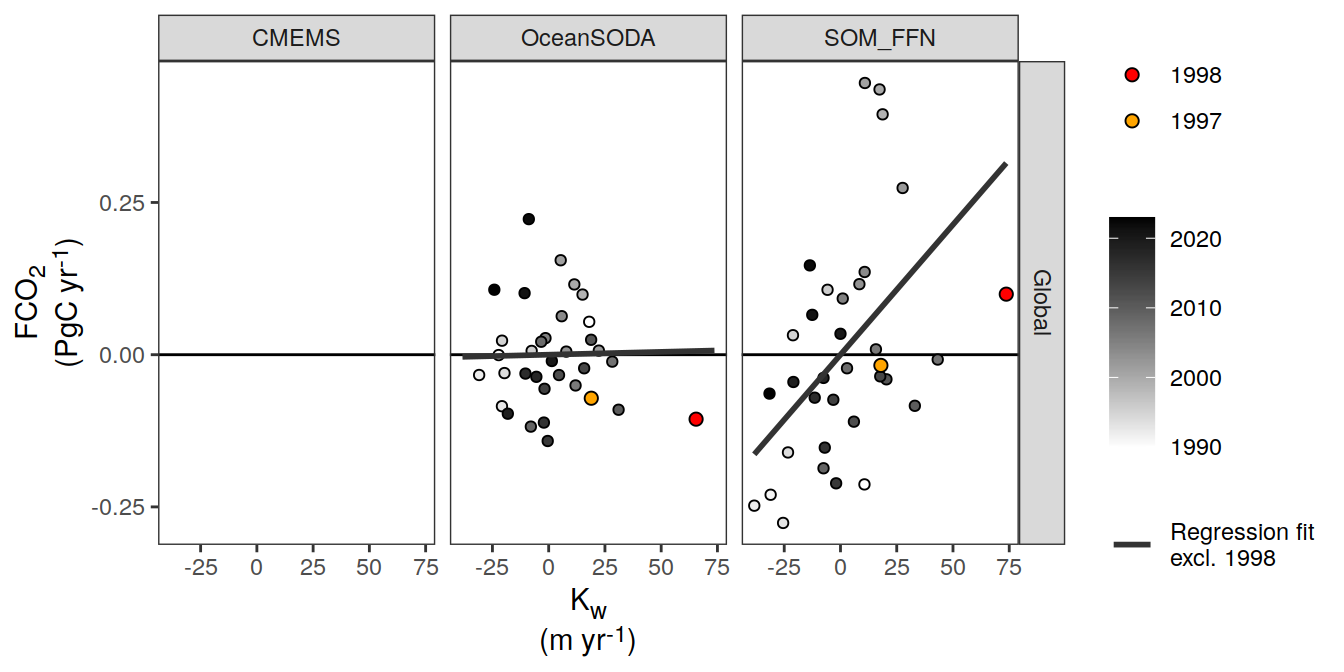 CMEMS
OceanSODA
SOM_FFN
Global
FCO2
(PgC yr-1)
0.25
0.00
-0.25
-25 0 25 50 75
-25 0 25 50 75
-25 0 25 50 75
Kw
(m yr-1)
1998
1997
2020
2010
2000
1990
Regression fit
excl. 1998